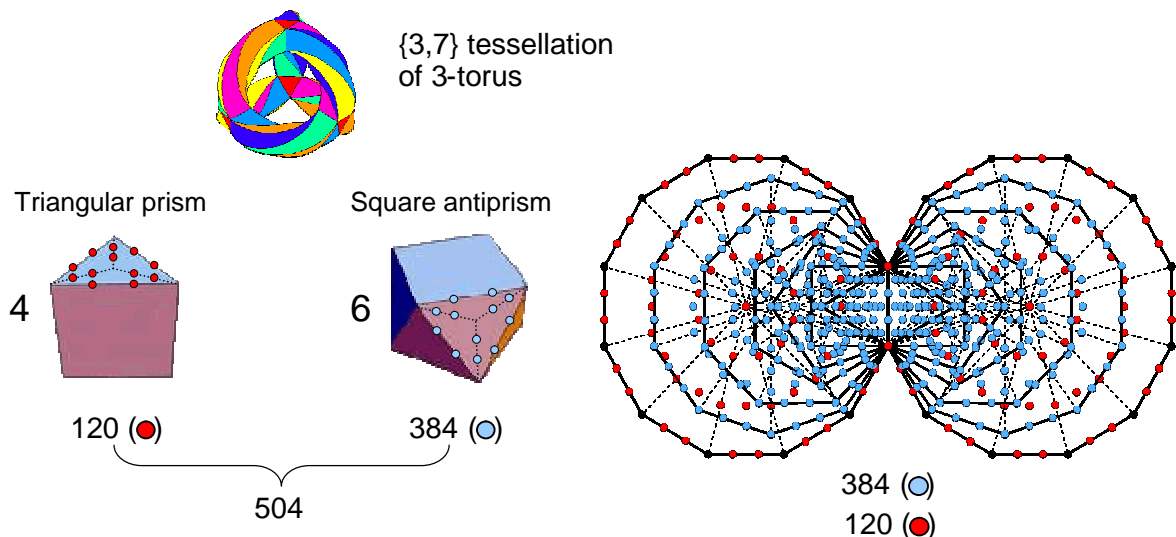 {3,7} tessellation
of 3-torus
Triangular prism
Square antiprism
4
6
120 ( )
384 ( )
504
384 ( )
120 ( )